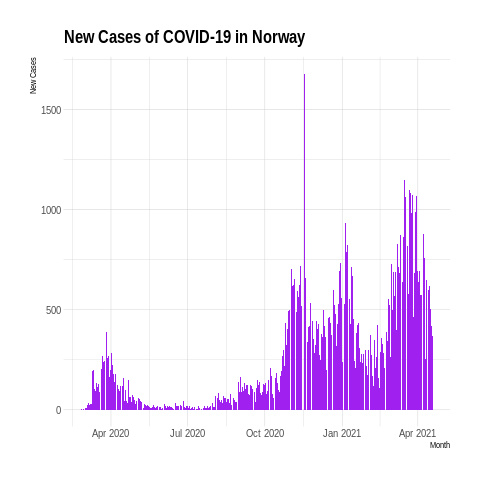 New Cases of COVID-19 in Norway
New Cases
1500
1000
500
0
Apr 2020 Jul 2020 Oct 2020 Jan 2021 Apr 2021
Month